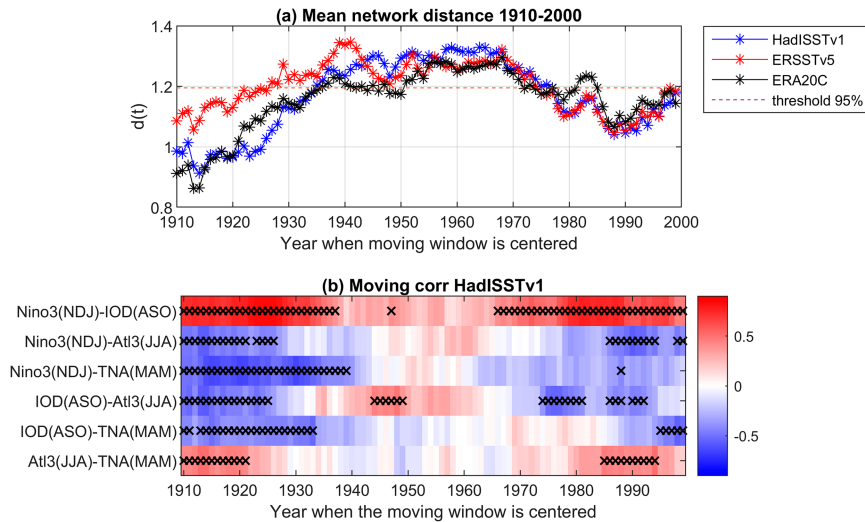 (a) Mean network distance 1910-2000
1.4
1.2
1
0.8
d(t)
1910 1920 1930 1940 1950 1960 1970 1980 1990 2000
Year when moving window is centered
HadISSTv1
ERSSTv5
ERA20C
threshold 95%
(b) Moving corr HadISSTv1
Nino3(NDJ)-IOD(ASO)
Nino3(NDJ)-Atl3(JJA)
Nino3(NDJ)-TNA(MAM)
IOD(ASO)-Atl3(JJA)
IOD(ASO)-TNA(MAM)
Atl3(JJA)-TNA(MAM)
0.5
0
-0.5
1910 1920 1930 1940 1950 1960 1970 1980 1990
Year when the moving window is centered